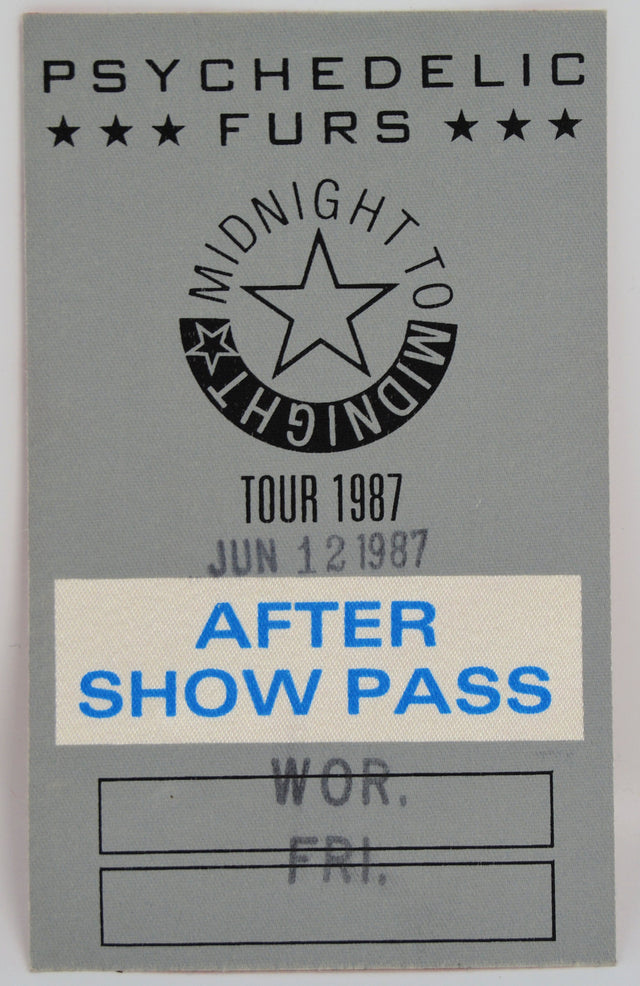 PSYCHEDELIC
★ ★ ★ FURS ★ ★ ★
MIDNIGHT TO
MIDNIGHT
TOUR 1987
JUN 12 1987
AFTER
SHOW PASS
WOR.
FRI.